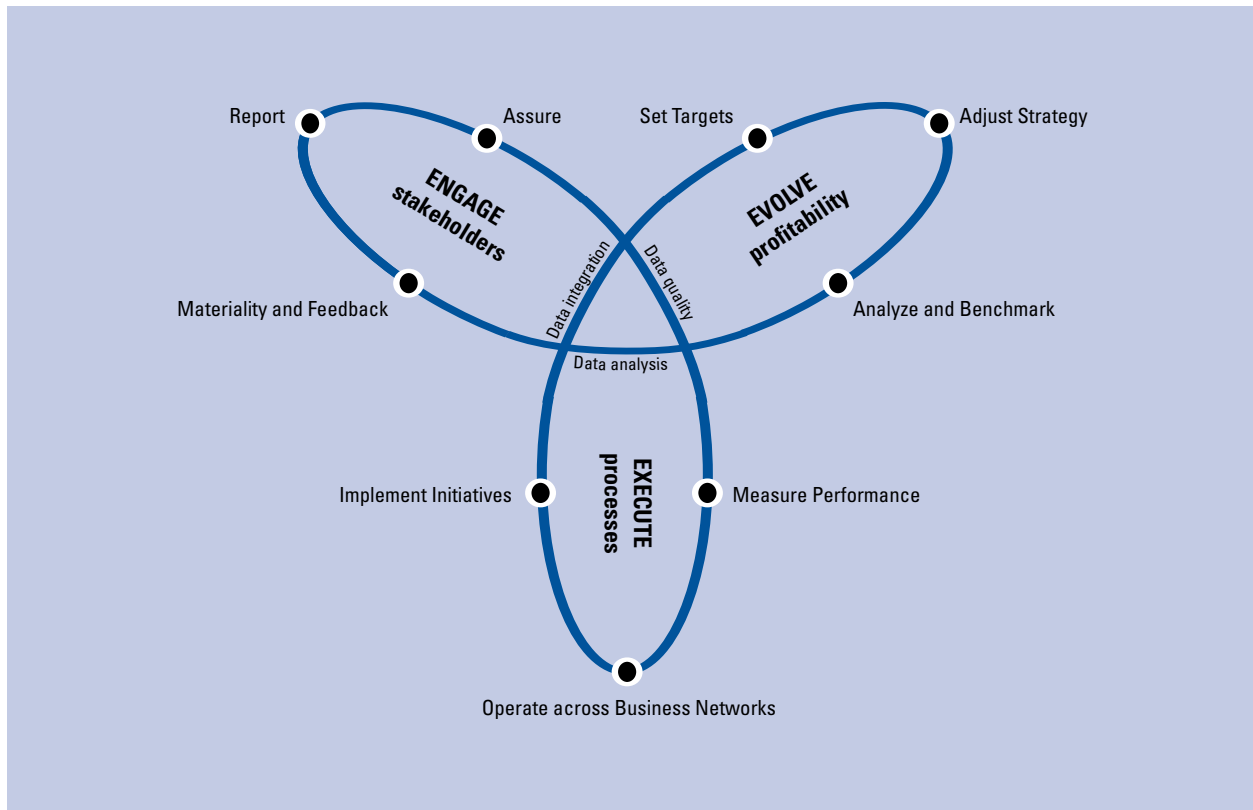 Report
Assure
Set Targets
Adjust Strategy
ENGAGE
stakeholders
EVOLVE
profitability
Data integration
Data quality
Materiality and Feedback
Analyze and Benchmark
Data analysis
Implement Initiatives
EXECUTE
processes
Measure Performance
Operate across Business Networks